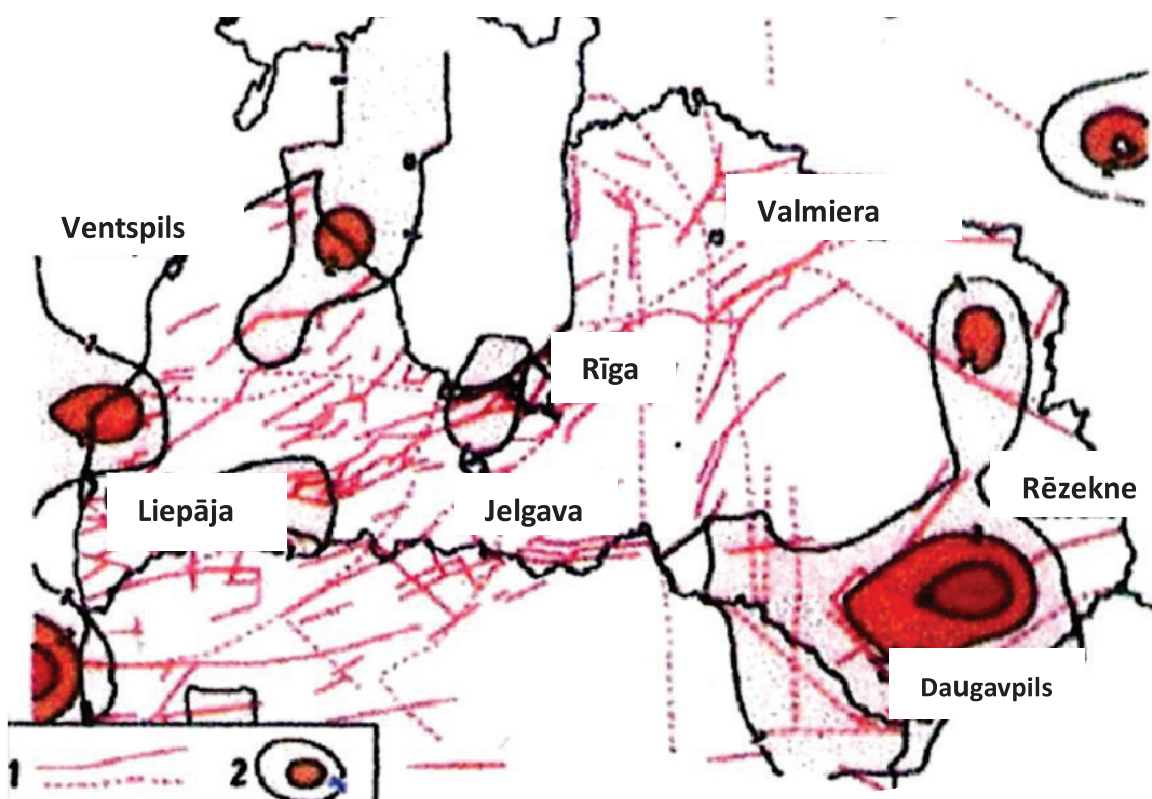 Valmiera
Ventspils
Rīga
Rēzekne
Liepāja
Jelgava
Daugavpils
1
2